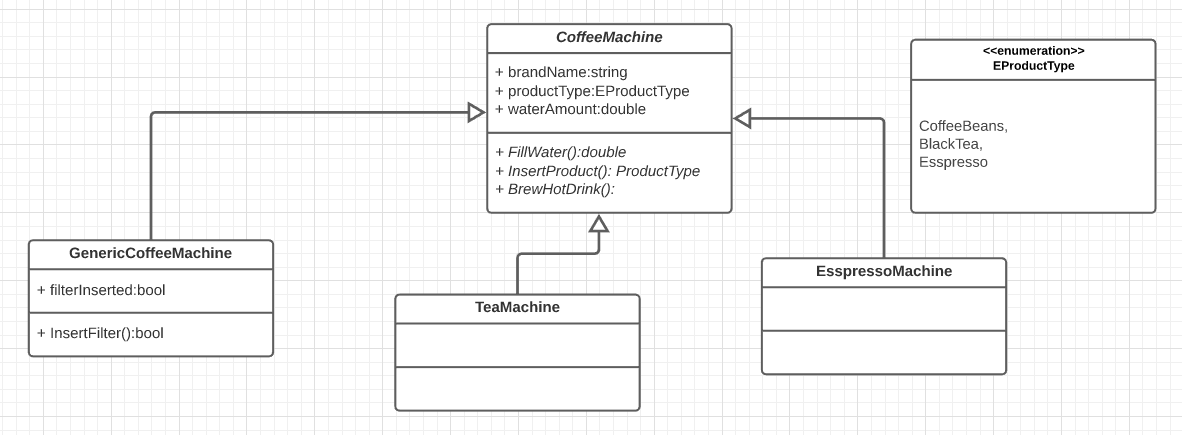 CoffeeMachine
+ brandName:string
+ productType:EProductType
+ waterAmount:double
+ FillWater():double
+ InsertProduct(): ProductType
+ BrewHotDrink():
<<enumeration>>
EProductType
CoffeeBeans,
BlackTea,
Esspresso
GenericCoffeeMachine
+ filterInserted:bool
+ InsertFilter():bool
TeaMachine
EsspressoMachine